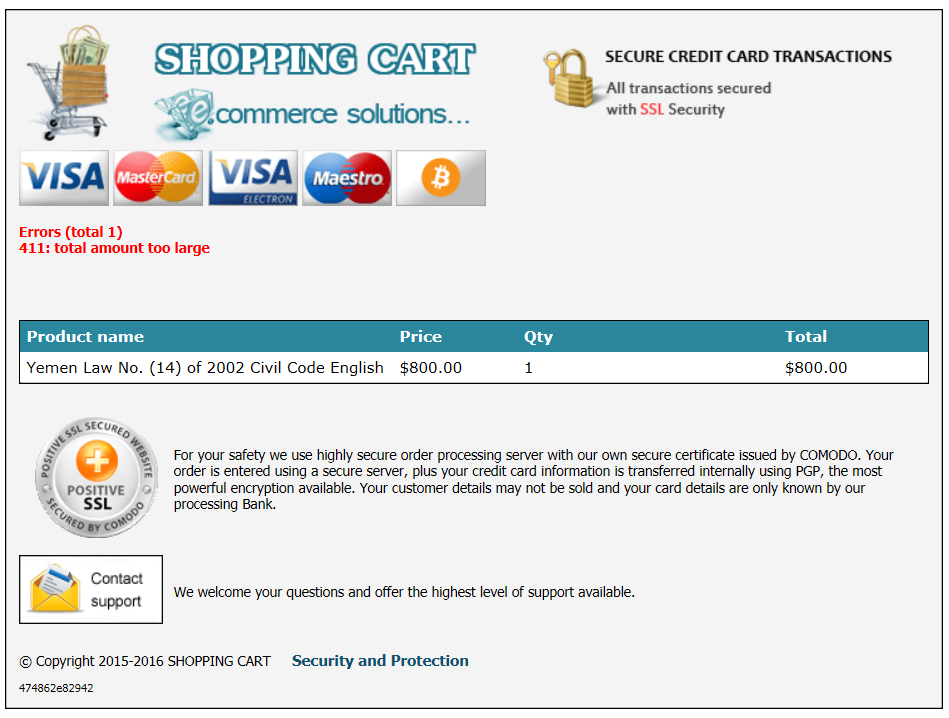 SHOPPING CART
e.commerce solutions...
SECURE CREDIT CARD TRANSACTIONS
All transactions secured
with SSL Security
VISA MasterCard VISA ELECTRON Maestro
Errors (total 1)
411: total amount too large
Product name Price Qty Total
Yemen Law No. (14) of 2002 Civil Code English $800.00 1 $800.00
POSITIVE SSL SECURED WEBSITE
POSITIVE
SSL
SECURED BY COMODO
For your safety we use highly secure order processing server with our own secure certificate issued by COMODO. Your
order is entered using a secure server, plus your credit card information is transferred internally using PGP, the most
powerful encryption available. Your customer details may not be sold and your card details are only known by our
processing Bank.
Contact
support
We welcome your questions and offer the highest level of support available.
© Copyright 2015-2016 SHOPPING CART Security and Protection
474862e82942